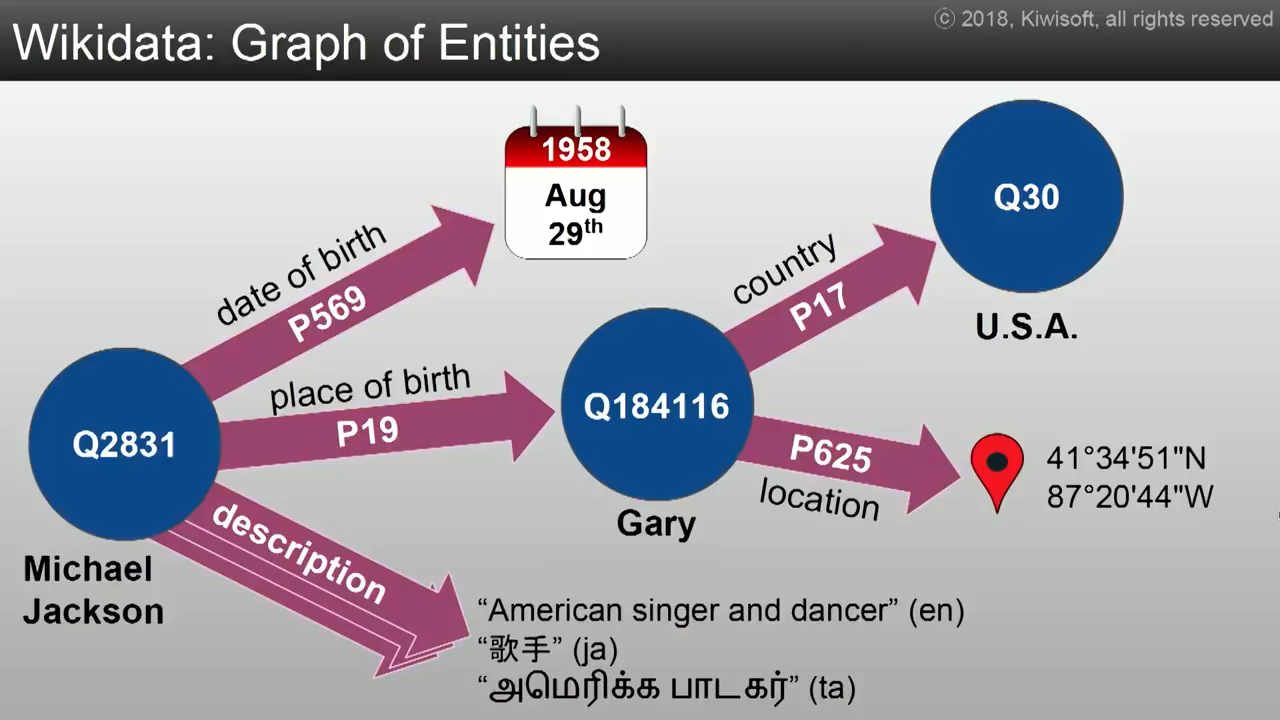 Wikidata: Graph of Entities
© 2018, Kiwisoft, all rights reserved
1958
Aug
29th
Q30
U.S.A.
date of birth
P569
country
P17
place of birth
P19
Q2831
Michael
Jackson
Q184116
Gary
P625
location
41°34'51"N
87°20'44"W
description
“American singer and dancer” (en)
“歌手” (ja)
“அமெரிக்க பாடகர்” (ta)